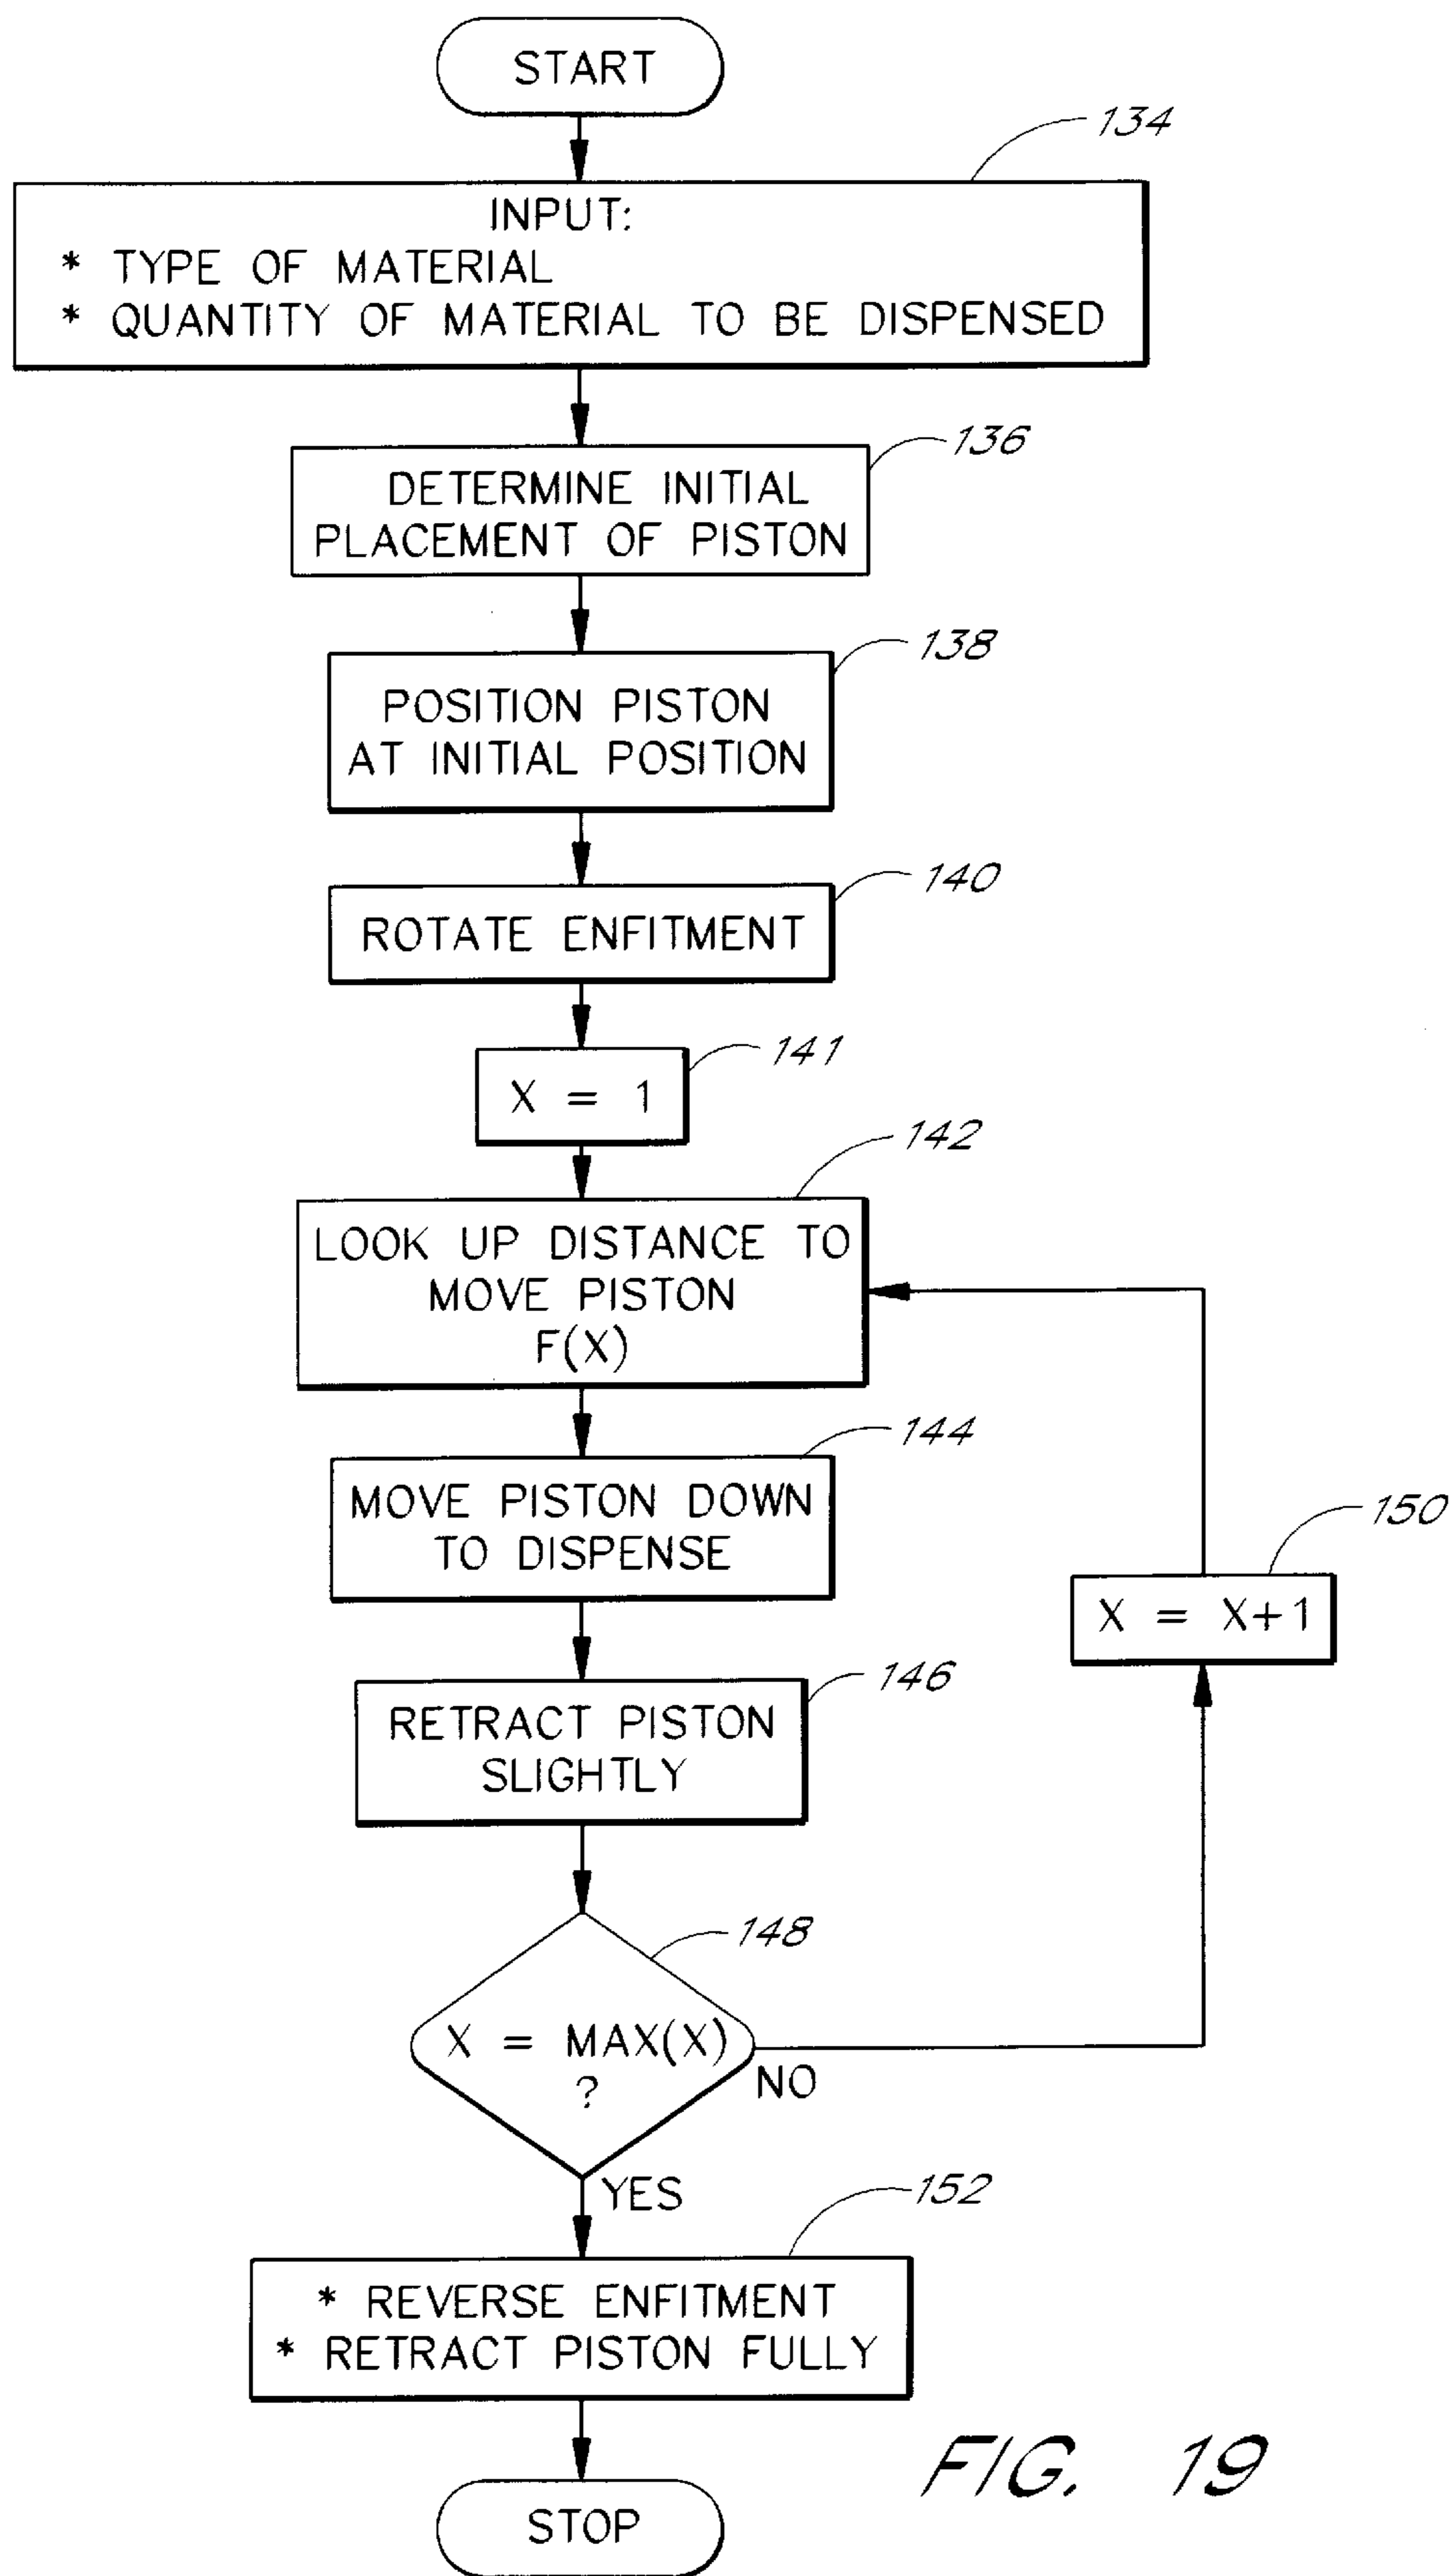 START
134
INPUT:
* TYPE OF MATERIAL
* QUANTITY OF MATERIAL TO BE DISPENSED
136
DETERMINE INITIAL
PLACEMENT OF PISTON
138
POSITION PISTON
AT INITIAL POSITION
140
ROTATE ENFITMENT
141
X = 1
142
LOOK UP DISTANCE TO
MOVE PISTON
F(X)
144
MOVE PISTON DOWN
TO DISPENSE
150
X = X+1
146
RETRACT PISTON
SLIGHTLY
148
X = MAX(X)
?
NO
YES
152
* REVERSE ENFITMENT
* RETRACT PISTON FULLY
STOP
FIG. 19